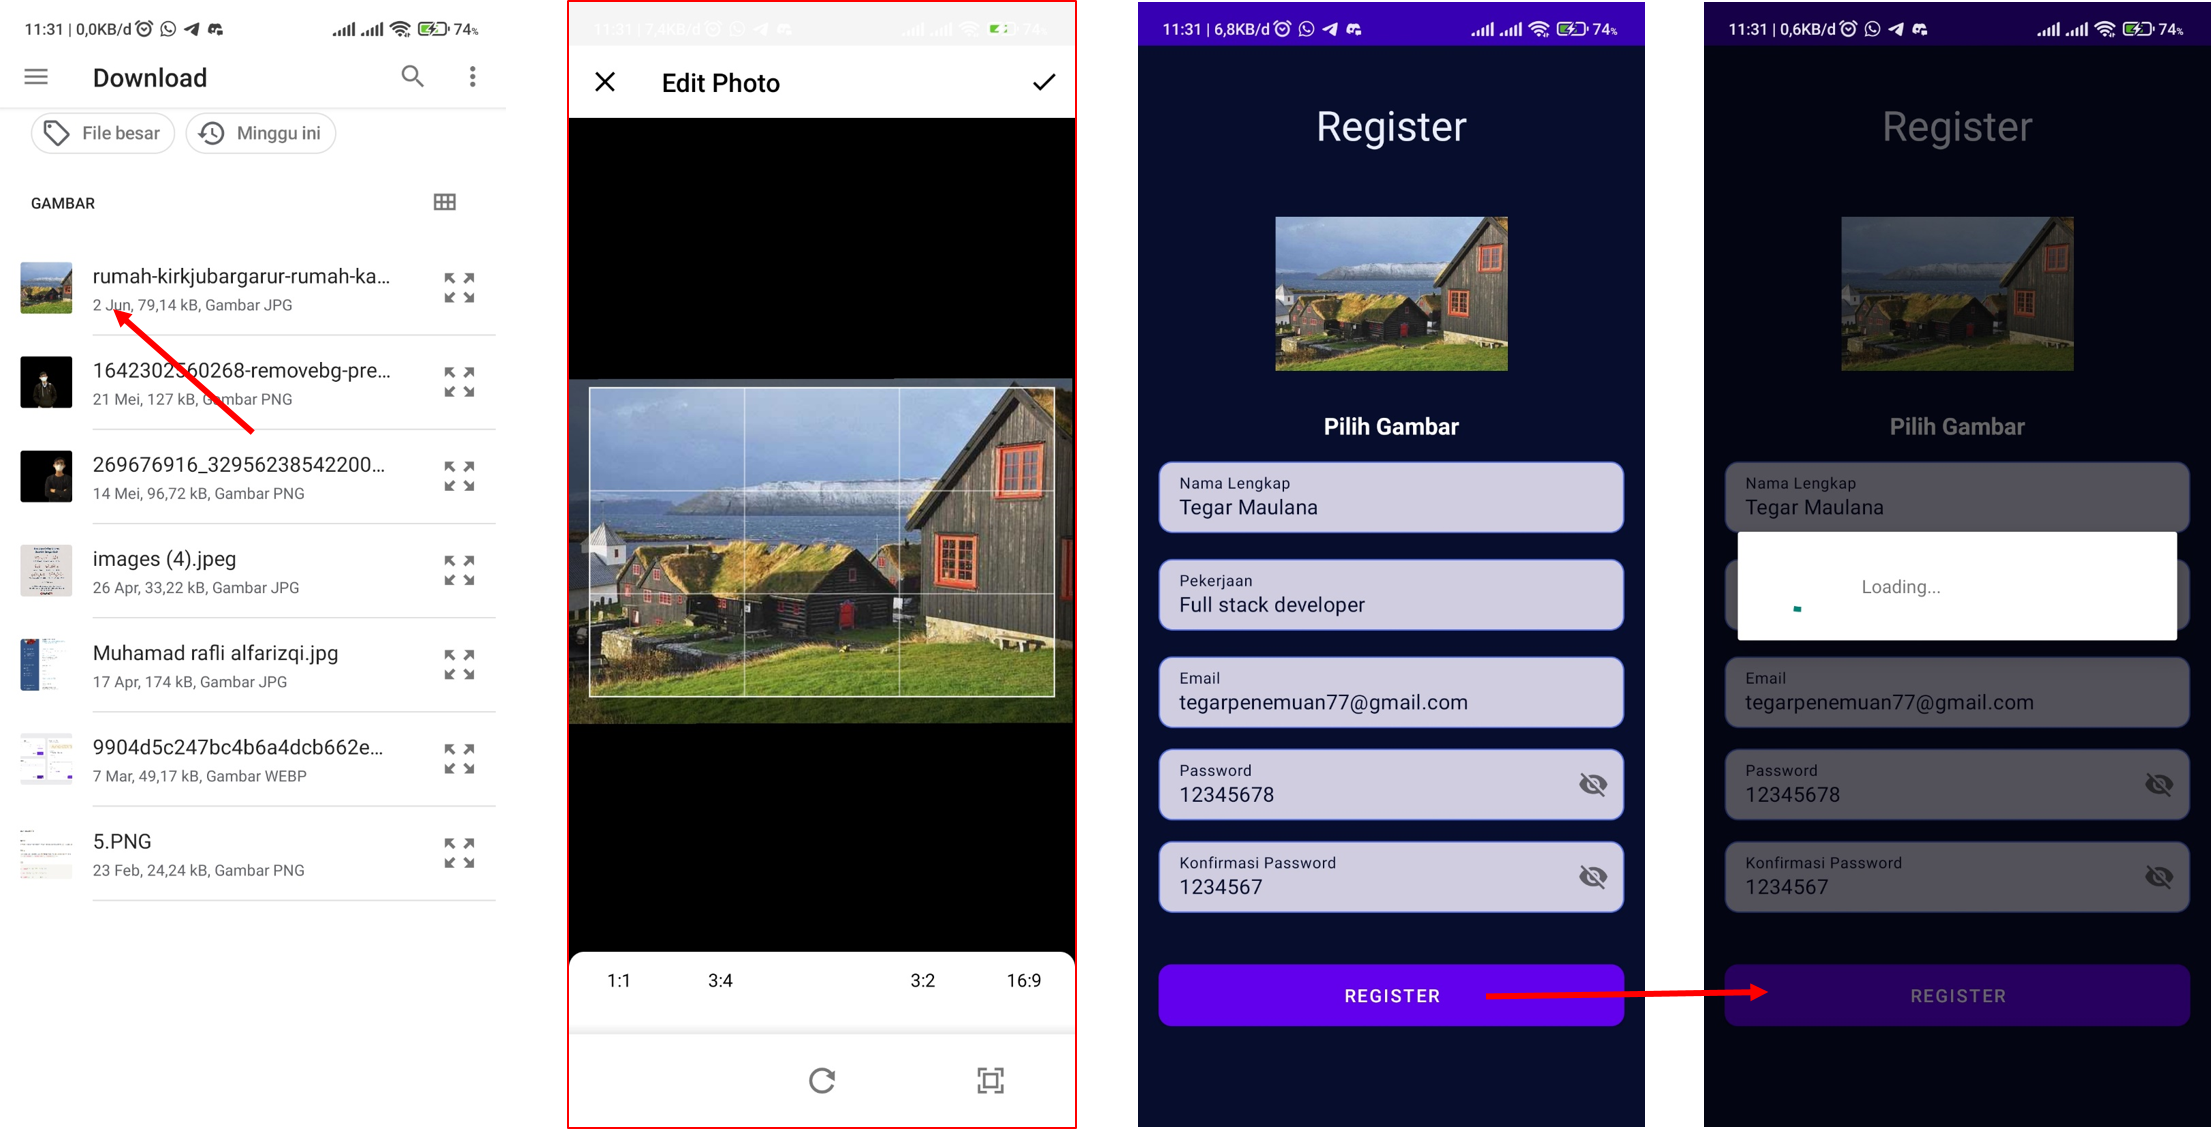 11:31 | 0,0KB/d
74%
Download
File besar
Minggu ini
GAMBAR
rumah-kirkjubargarur-rumah-ka...
2 Jun, 79,14 kB, Gambar JPG
1642302560268-removebg-pre...
21 Mei, 127 kB, Gambar PNG
269676916_32956238542200...
14 Mei, 96,72 kB, Gambar PNG
images (4).jpeg
26 Apr, 33,22 kB, Gambar JPG
Muhamad rafli alfarizqi.jpg
17 Apr, 174 kB, Gambar JPG
9904d5c247bc4b6a4dcb662e...
7 Mar, 49,17 kB, Gambar WEBP
5.PNG
23 Feb, 24,24 kB, Gambar PNG
11:31 | 7,4KB/d
74%
Edit Photo
1:1
3:4
3:2
16:9
11:31 | 6,8KB/d
74%
Register
Pilih Gambar
Nama Lengkap
Tegar Maulana
Pekerjaan
Full stack developer
Email
tegarpenemuan77@gmail.com
Password
12345678
Konfirmasi Password
1234567
REGISTER
11:31 | 0,6KB/d
74%
Register
Pilih Gambar
Nama Lengkap
Tegar Maulana
Loading...
Email
tegarpenemuan77@gmail.com
Password
12345678
Konfirmasi Password
1234567
REGISTER